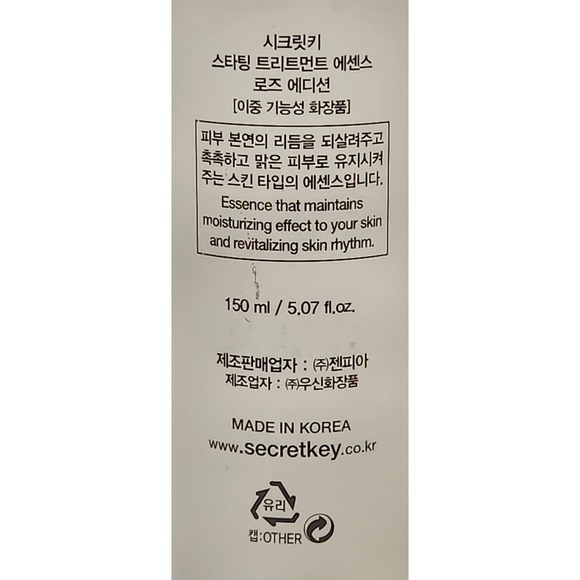 시크릿키
스타팅 트리트먼트 에센스
로즈 에디션
[이중 기능성 화장품]
피부 본연의 리듬을 되살려주고
촉촉하고 맑은 피부로 유지시켜
주는 스킨 타입의 에센스입니다.
Essence that maintains
moisturizing effect to your skin
and revitalizing skin rhythm.
150 ml / 5.07 fl.oz.
제조판매업자 : ㈜젠피아
제조업자 : ㈜우신화장품
MADE IN KOREA
www.secretkey.co.kr
유리
캡:OTHER